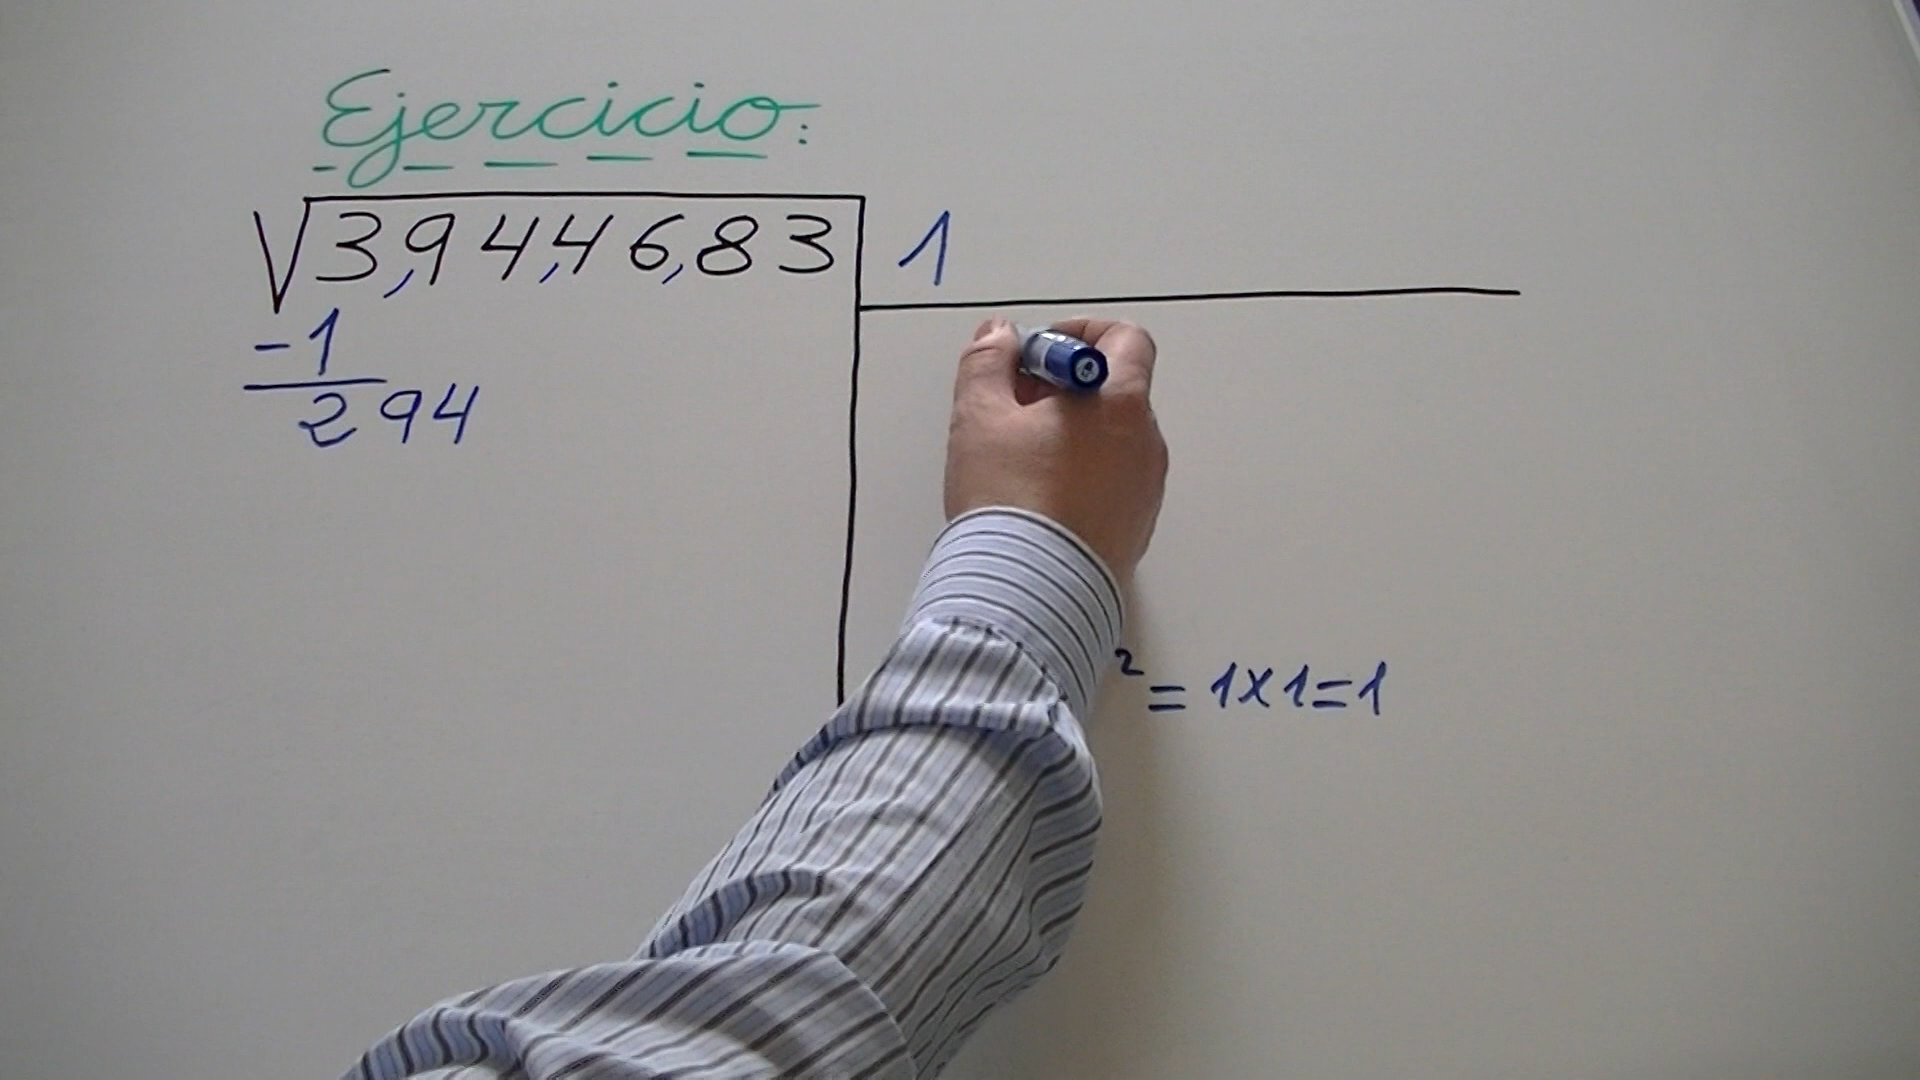 Ejercicio:
√3,94,46,83 1
-1
294
² = 1x1=1